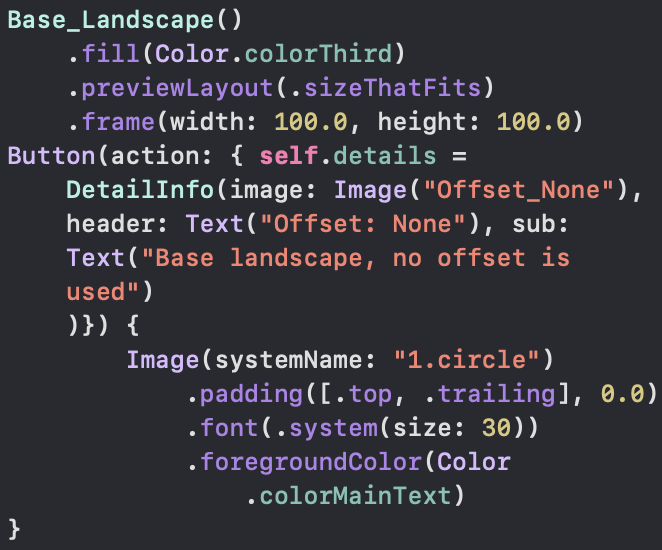 Base_Landscape()
.fill(Color.colorThird)
.previewLayout(.sizeThatFits)
.frame(width: 100.0, height: 100.0)
Button(action: { self.details =
DetailInfo(image: Image("Offset_None"),
header: Text("Offset: None"), sub:
Text("Base landscape, no offset is
used")
)}) {
Image(systemName: "1.circle")
.padding([.top, .trailing], 0.0)
.font(.system(size: 30))
.foregroundColor(Color
.colorMainText)
}